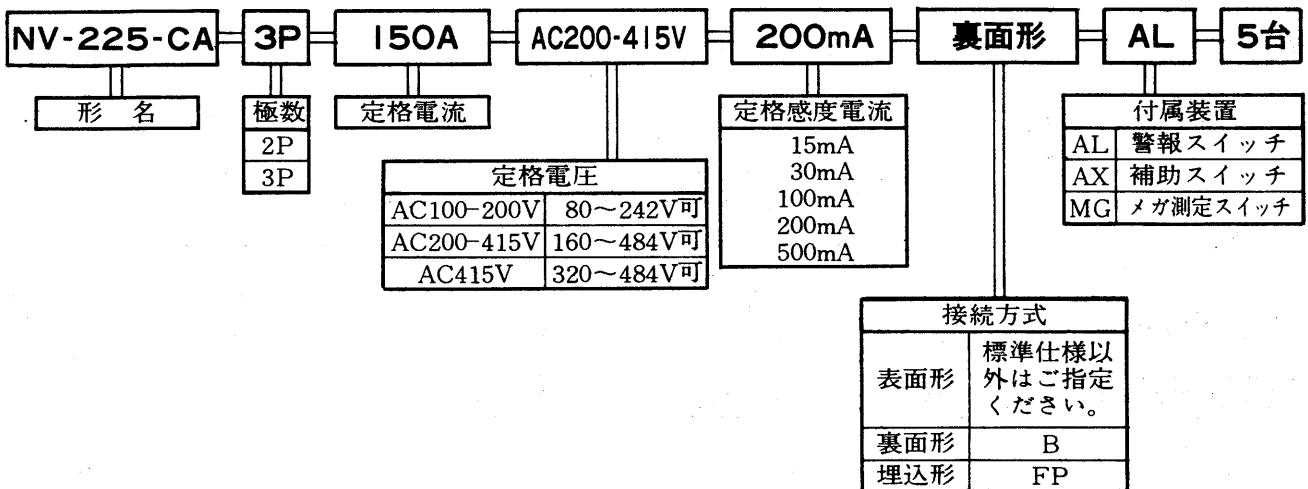 NV-225-CA 3P 150A AC200-415V 200mA 裏面形 AL 5台
形 名
極数
2P
3P
定格電流
定格電圧
AC100-200V 80～242V可
AC200-415V 160～484V可
AC415V 320～484V可
定格感度電流
15mA
30mA
100mA
200mA
500mA
接続方式
表面形 標準仕様以
外はご指定
ください。
裏面形 B
埋込形 FP
付属装置
AL 警報スイッチ
AX 補助スイッチ
MG メガ測定スイッチ